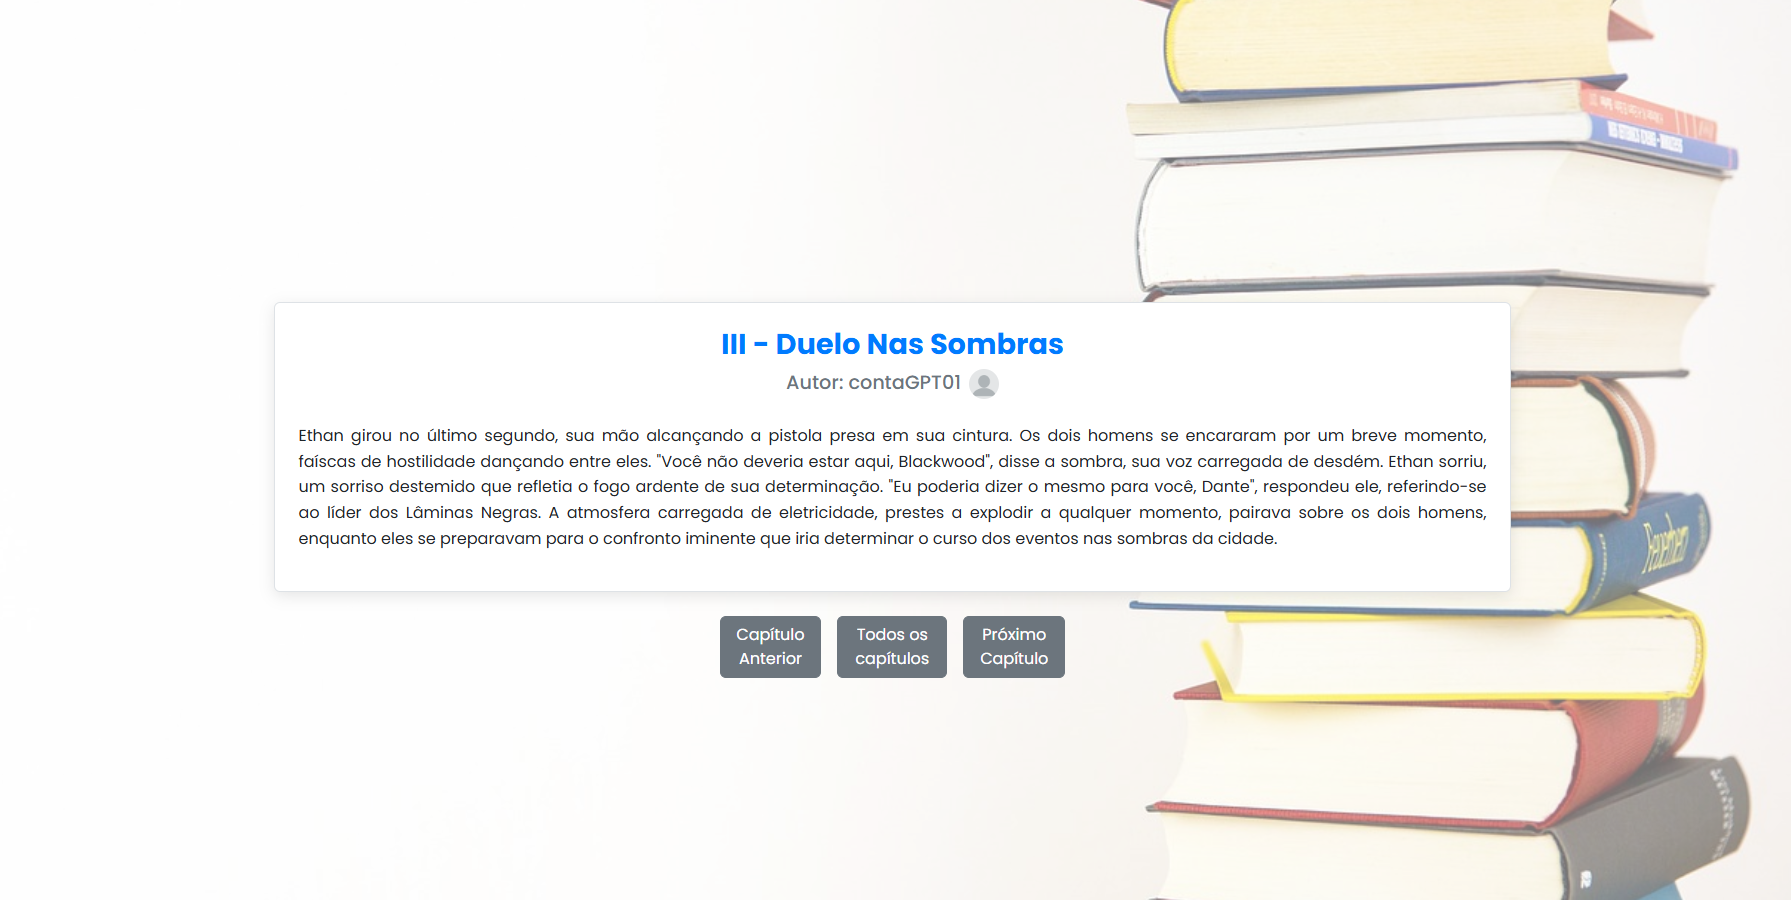 III - Duelo Nas Sombras
Autor: contaGPT01
Ethan girou no último segundo, sua mão alcançando a pistola presa em sua cintura. Os dois homens se encararam por um breve momento,
faíscas de hostilidade dançando entre eles. "Você não deveria estar aqui, Blackwood", disse a sombra, sua voz carregada de desdém. Ethan sorriu,
um sorriso destemido que refletia o fogo ardente de sua determinação. "Eu poderia dizer o mesmo para você, Dante", respondeu ele, referindo-se
ao líder dos Lâminas Negras. A atmosfera carregada de eletricidade, prestes a explodir a qualquer momento, pairava sobre os dois homens,
enquanto eles se preparavam para o confronto iminente que iria determinar o curso dos eventos nas sombras da cidade.
Capítulo
Anterior
Todos os
capítulos
Próximo
Capítulo